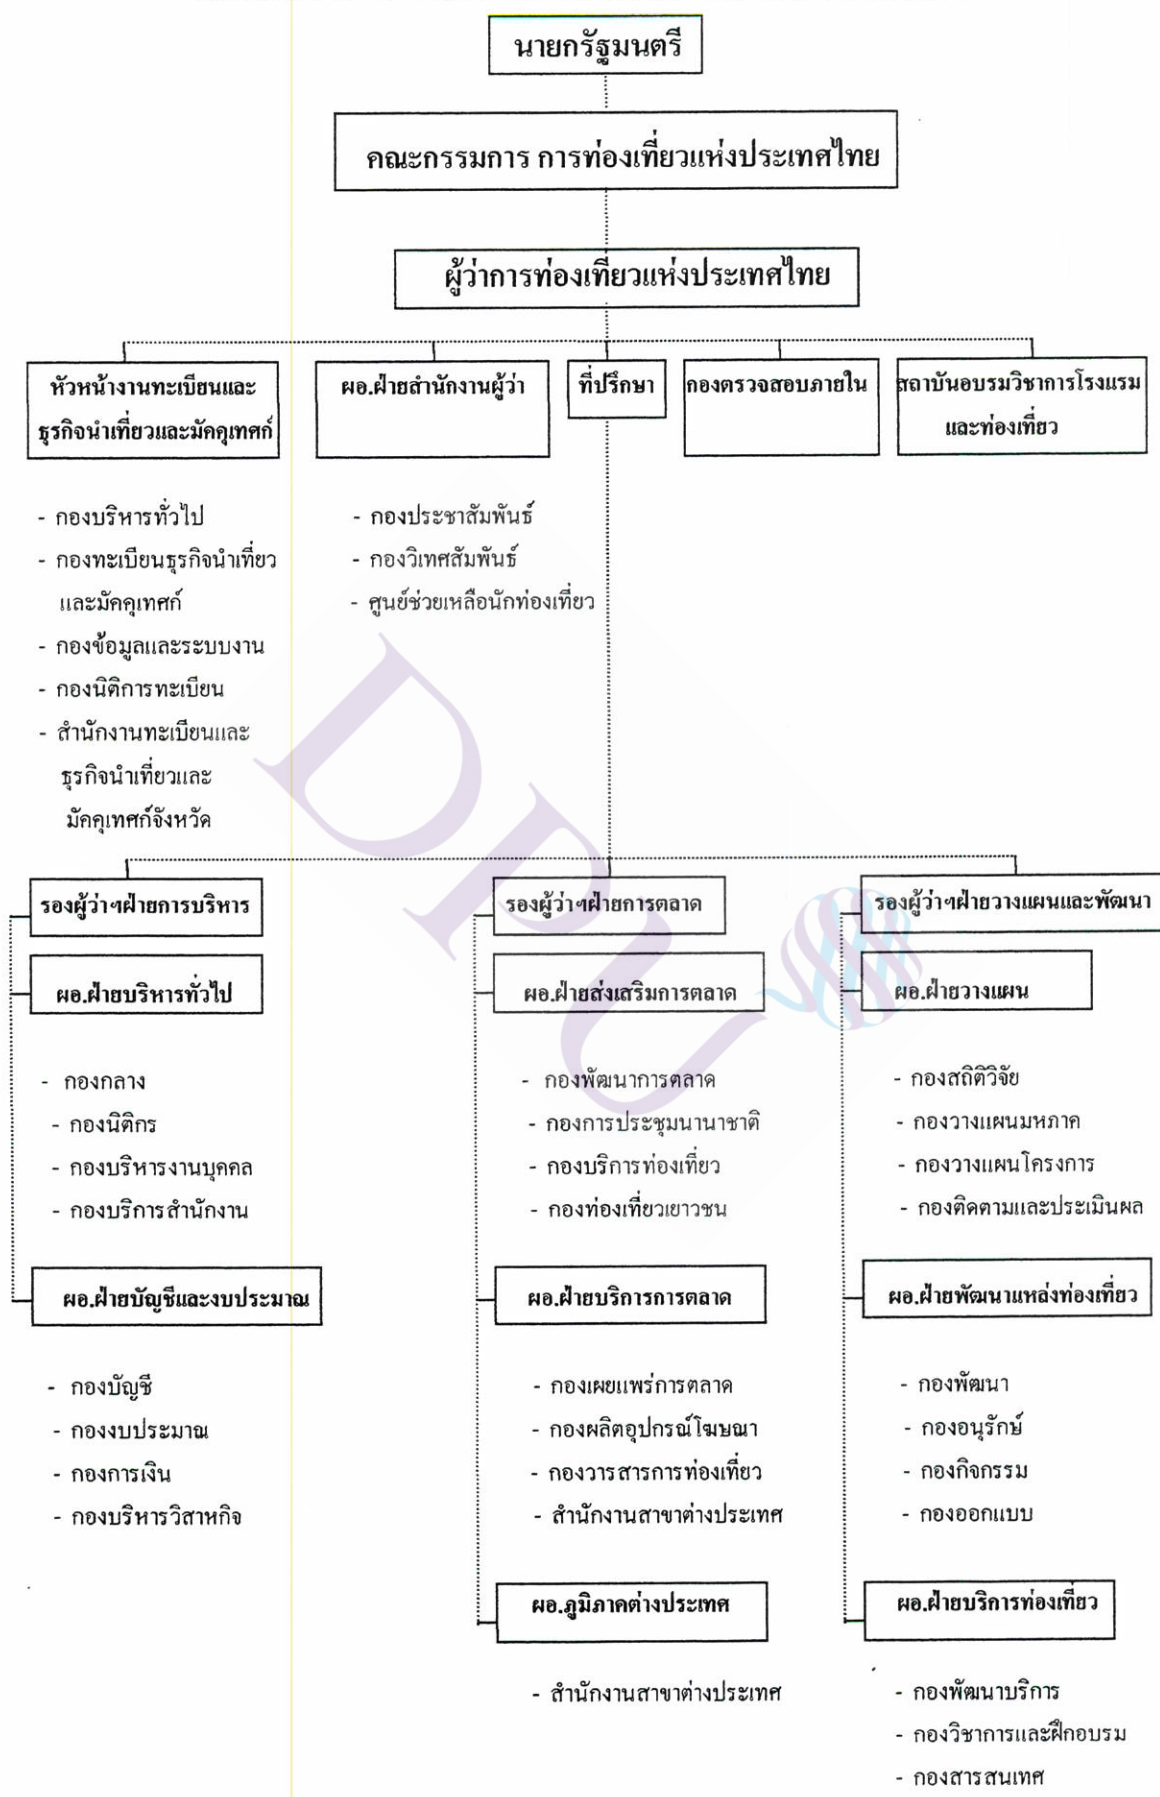 นายกรัฐมนตรี
คณะกรรมการ การท่องเที่ยวแห่งประเทศไทย
ผู้ว่าการท่องเที่ยวแห่งประเทศไทย
หัวหน้างานทะเบียนและ
ธุรกิจนำเที่ยวและมัคคุเทศก์
ผอ.ฝ่ายสำนักงานผู้ว่า
ที่ปรึกษา
กองตรวจสอบภายใน
สถาบันอบรมวิชาการโรงแรม
และท่องเที่ยว
- กองบริหารทั่วไป
- กองทะเบียนธุรกิจนำเที่ยว
และมัคคุเทศก์
- กองข้อมูลและระบบงาน
- กองนิติการทะเบียน
- สำนักงานทะเบียนและ
ธุรกิจนำเที่ยวและ
มัคคุเทศก์จังหวัด
- กองประชาสัมพันธ์
- กองวิเทศสัมพันธ์
- ศูนย์ช่วยเหลือนักท่องเที่ยว
รองผู้ว่าฯฝ่ายการบริหาร
ผอ.ฝ่ายบริหารทั่วไป
- กองกลาง
- กองนิติกร
- กองบริหารงานบุคคล
- กองบริการสำนักงาน
ผอ.ฝ่ายบัญชีและงบประมาณ
- กองบัญชี
- กองงบประมาณ
- กองการเงิน
- กองบริหารวิสาหกิจ
รองผู้ว่าฯฝ่ายการตลาด
ผอ.ฝ่ายส่งเสริมการตลาด
- กองพัฒนาการตลาด
- กองการประชุมนานาชาติ
- กองบริการท่องเที่ยว
- กองท่องเที่ยวเยาวชน
ผอ.ฝ่ายบริการการตลาด
- กองเผยแพร่การตลาด
- กองผลิตอุปกรณ์โฆษณา
- กองวารสารการท่องเที่ยว
- สำนักงานสาขาต่างประเทศ
ผอ.ภูมิภาคต่างประเทศ
- สำนักงานสาขาต่างประเทศ
รองผู้ว่าฯฝ่ายวางแผนและพัฒนา
ผอ.ฝ่ายวางแผน
- กองสถิติวิจัย
- กองวางแผนมหภาค
- กองวางแผนโครงการ
- กองติดตามและประเมินผล
ผอ.ฝ่ายพัฒนาแหล่งท่องเที่ยว
- กองพัฒนา
- กองอนุรักษ์
- กองกิจกรรม
- กองออกแบบ
ผอ.ฝ่ายบริการท่องเที่ยว
- กองพัฒนาบริการ
- กองวิชาการและฝึกอบรม
- กองสารสนเทศ
DPU